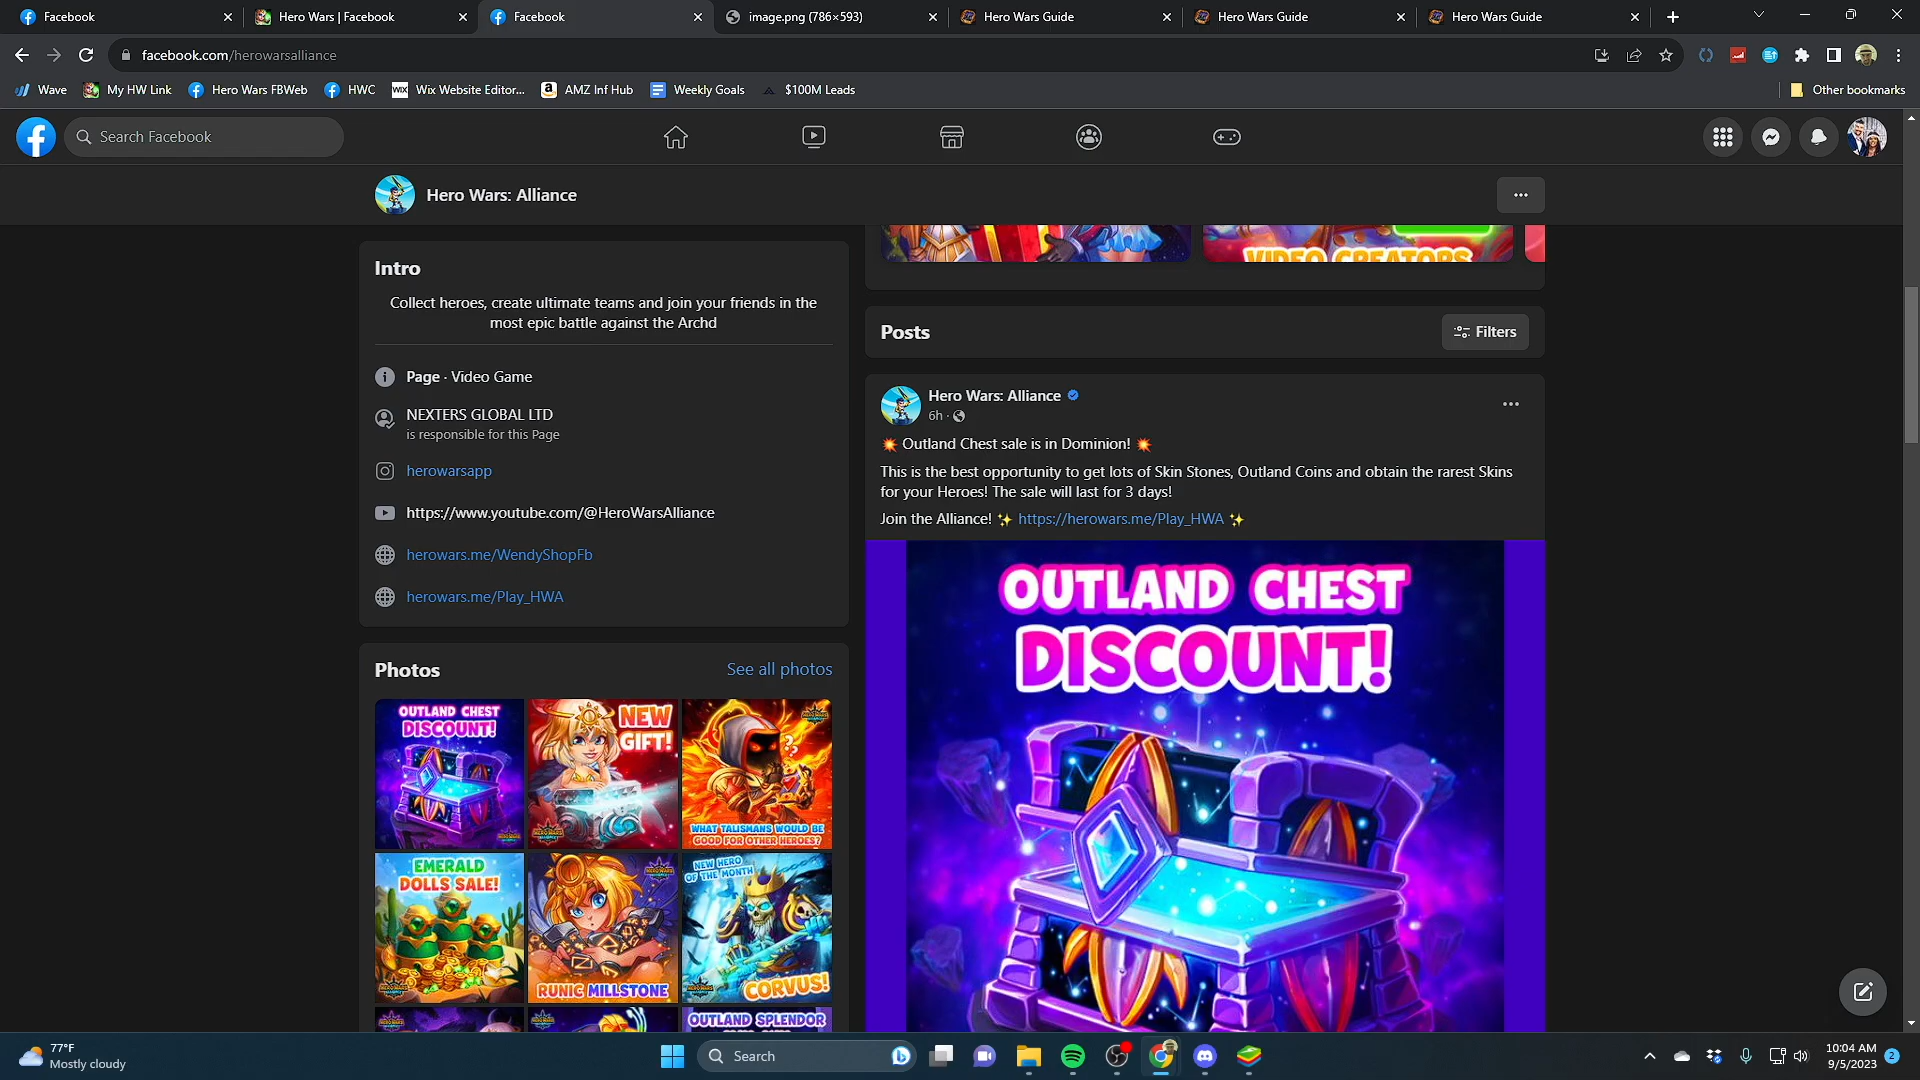 Facebook
Hero Wars | Facebook
Facebook
image.png (786×593)
Hero Wars Guide
Hero Wars Guide
Hero Wars Guide
facebook.com/herowarsalliance
Wave
My HW Link
Hero Wars FBWeb
HWC
WIX
Wix Website Editor...
AMZ Inf Hub
Weekly Goals
$100M Leads
Other bookmarks
Search Facebook
Hero Wars: Alliance
VIDEO CREATORS
Intro
Collect heroes, create ultimate teams and join your friends in the
most epic battle against the Archd
Page · Video Game
NEXTERS GLOBAL LTD
is responsible for this Page
herowarsapp
https://www.youtube.com/@HeroWarsAlliance
herowars.me/WendyShopFb
herowars.me/Play_HWA
Photos
See all photos
OUTLAND CHEST
DISCOUNT!
NEW
GIFT!
WHAT TALISMANS WOULD BE
GOOD FOR OTHER HEROES?
EMERALD
DOLLS SALE!
RUNIC MILLSTONE
NEW HERO
OF THE MONTH
CORVUS!
OUTLAND SPLENDOR
Posts
Filters
Hero Wars: Alliance
6h ·
💥 Outland Chest sale is in Dominion! 💥
This is the best opportunity to get lots of Skin Stones, Outland Coins and obtain the rarest Skins
for your Heroes! The sale will last for 3 days!
Join the Alliance! ✨ https://herowars.me/Play_HWA ✨
OUTLAND CHEST
DISCOUNT!
77°F
Mostly cloudy
Search
10:04 AM
9/5/2023
2